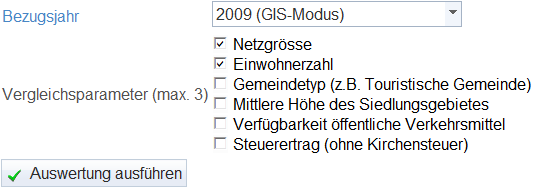 Bezugsjahr 2009 (GIS-Modus)
Netzgrösse
Einwohnerzahl
Gemeindetyp (z.B. Touristische Gemeinde)
Vergleichsparameter (max. 3)
Mittlere Höhe des Siedlungsgebietes
Verfügbarkeit öffentliche Verkehrsmittel
Steuerertrag (ohne Kirchensteuer)
Auswertung ausführen